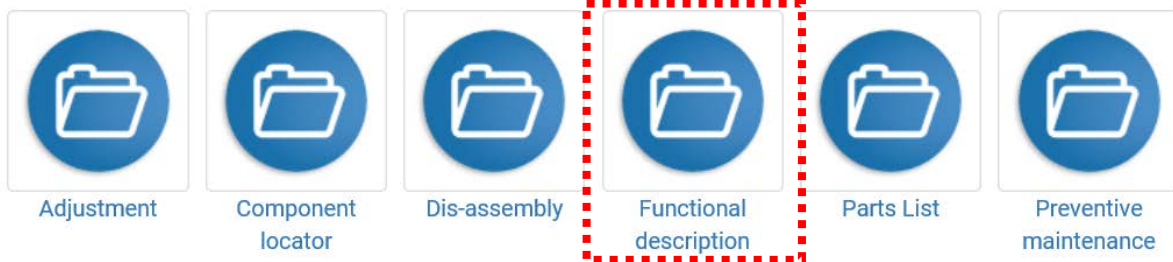 Adjustment
Component
locator
Dis-assembly
Functional
description
Parts List
Preventive
maintenance